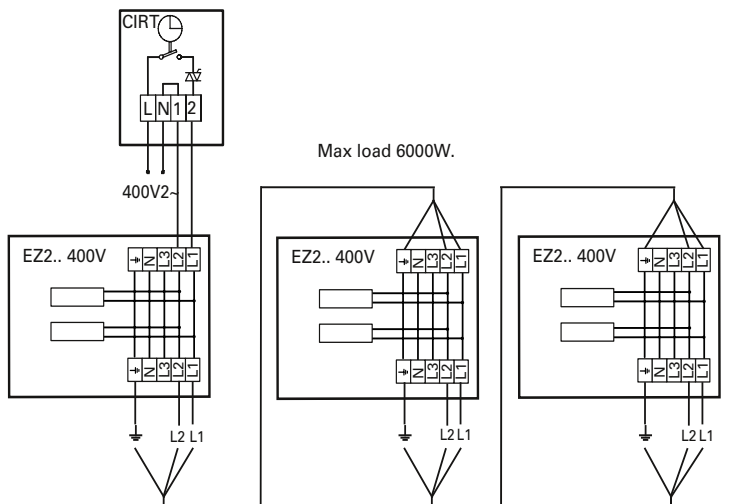 CIRT
L N 1 2
Max load 6000W.
400V2~
EZ2.. 400V
N L3 L2 L1
N L3 L2 L1
L2 L1
EZ2.. 400V
N L3 L2 L1
N L3 L2 L1
L2 L1
EZ2.. 400V
N L3 L2 L1
N L3 L2 L1
L2 L1